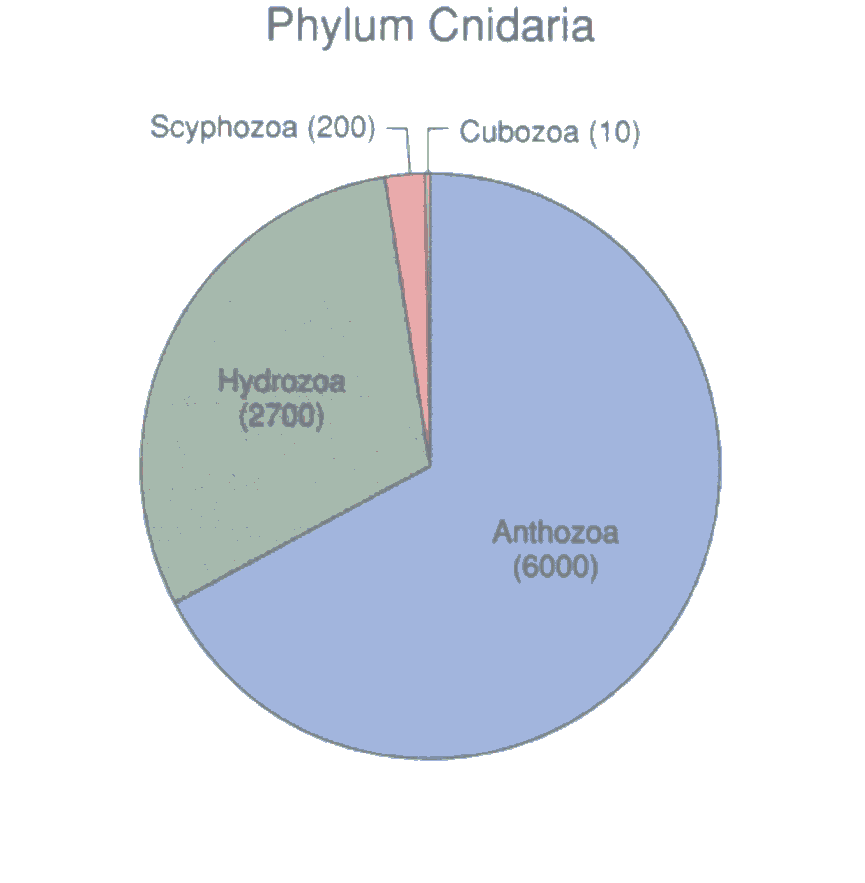 Phylum Cnidaria
Scyphozoa (200)
Cubozoa (10)
Hydrozoa
(2700)
Anthozoa
(6000)